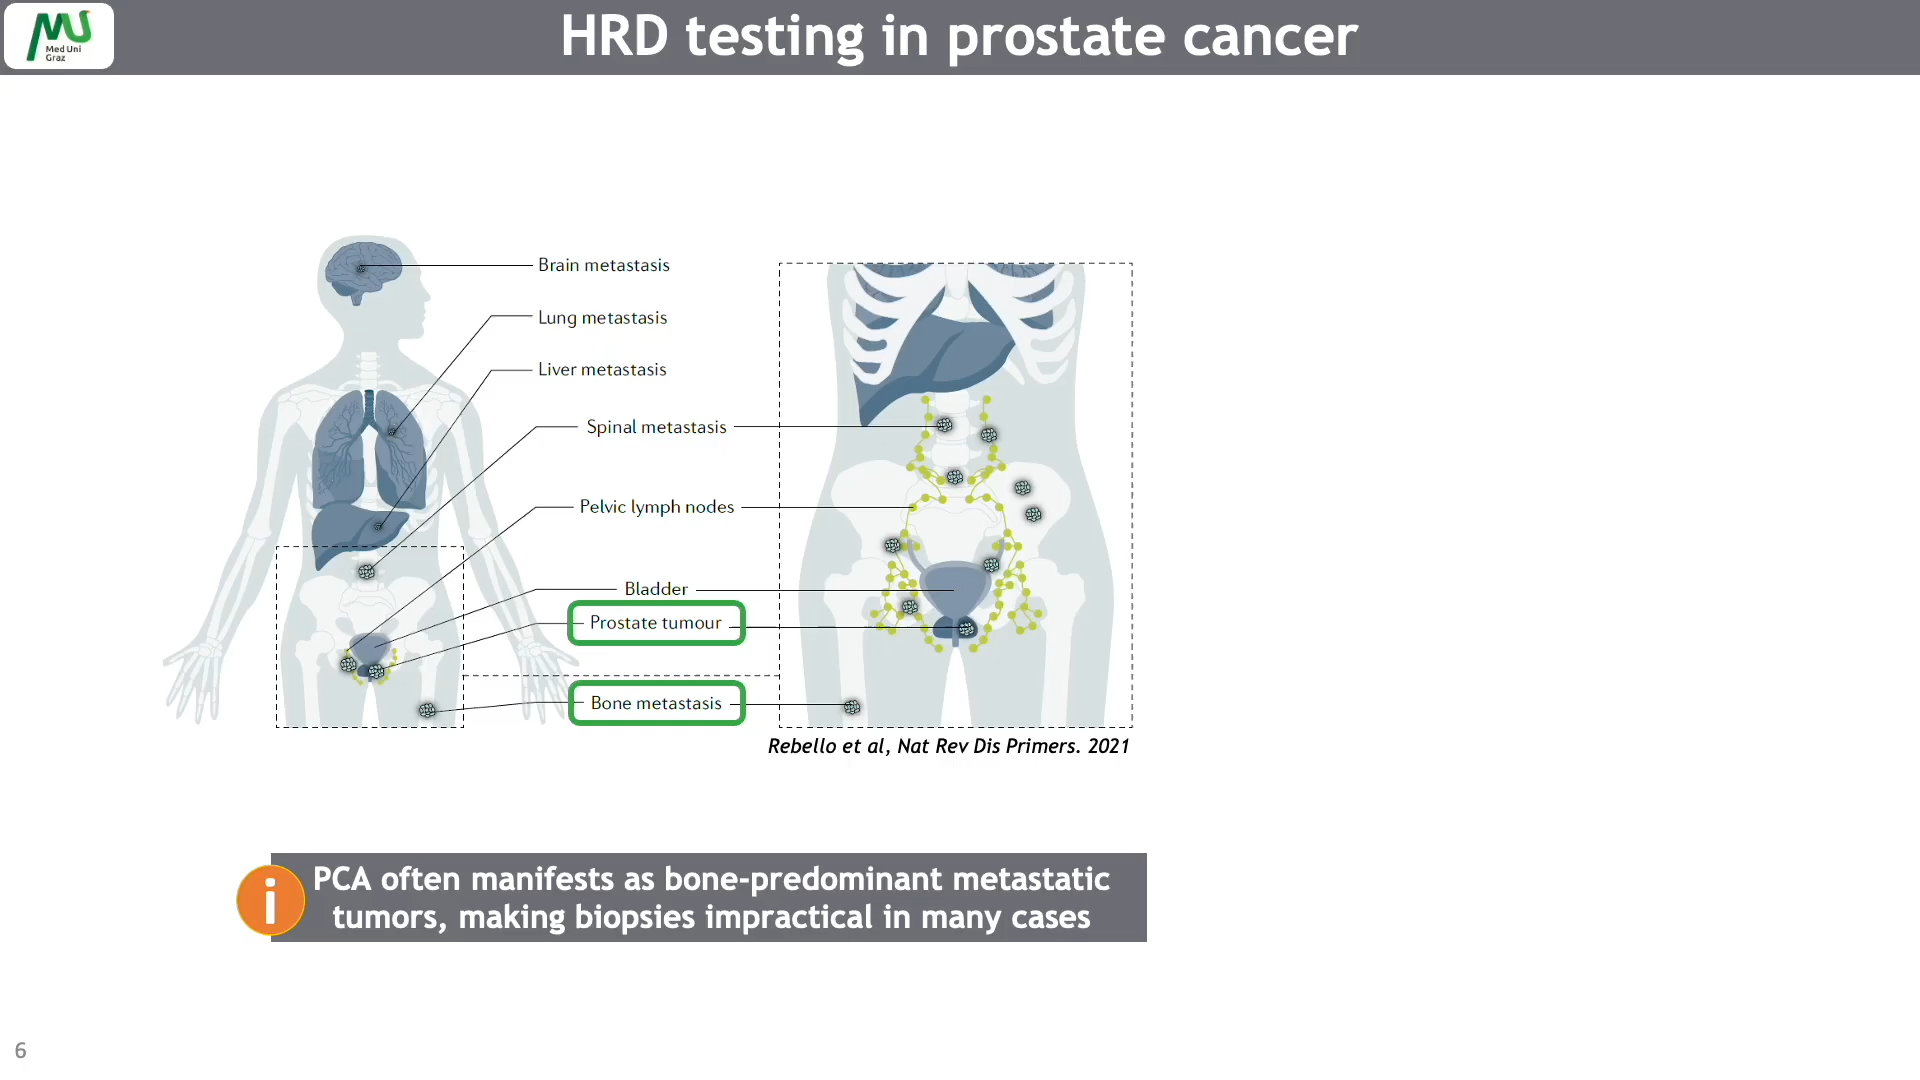 Med Uni
Graz
HRD testing in prostate cancer
Brain metastasis
Lung metastasis
Liver metastasis
Spinal metastasis
Pelvic lymph nodes
Bladder
Prostate tumour
Bone metastasis
Rebello et al, Nat Rev Dis Primers. 2021
i
PCA often manifests as bone-predominant metastatic
tumors, making biopsies impractical in many cases
6